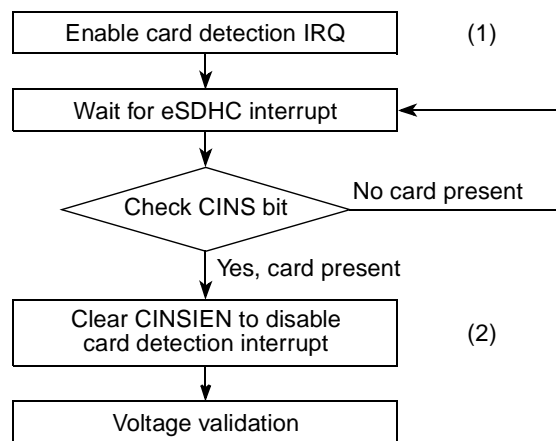 Enable card detection IRQ (1)
Wait for eSDHC interrupt
Check CINS bit
No card present
Yes, card present
Clear CINSIEN to disable
card detection interrupt
(2)
Voltage validation